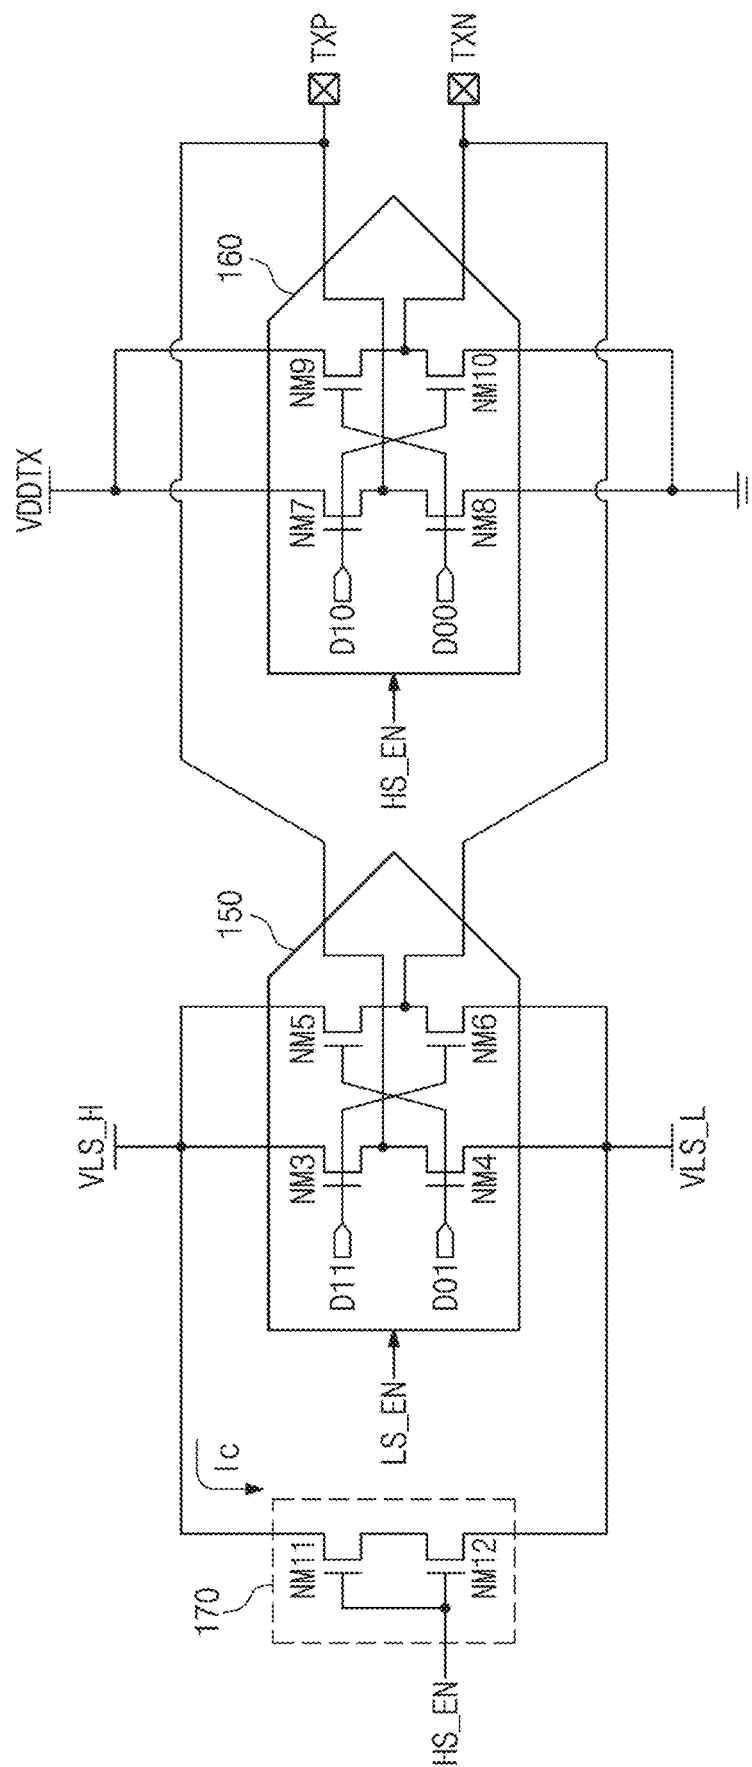 VDDTX
VLS_H
160
TXP
150
170
Ic
NM11
NM3
NM5
NM7
NM9
D11
D10
LS_EN
HS_EN
D01
D00
NM12
NM4
NM6
NM8
NM10
TXN
HS_EN
VLS_L